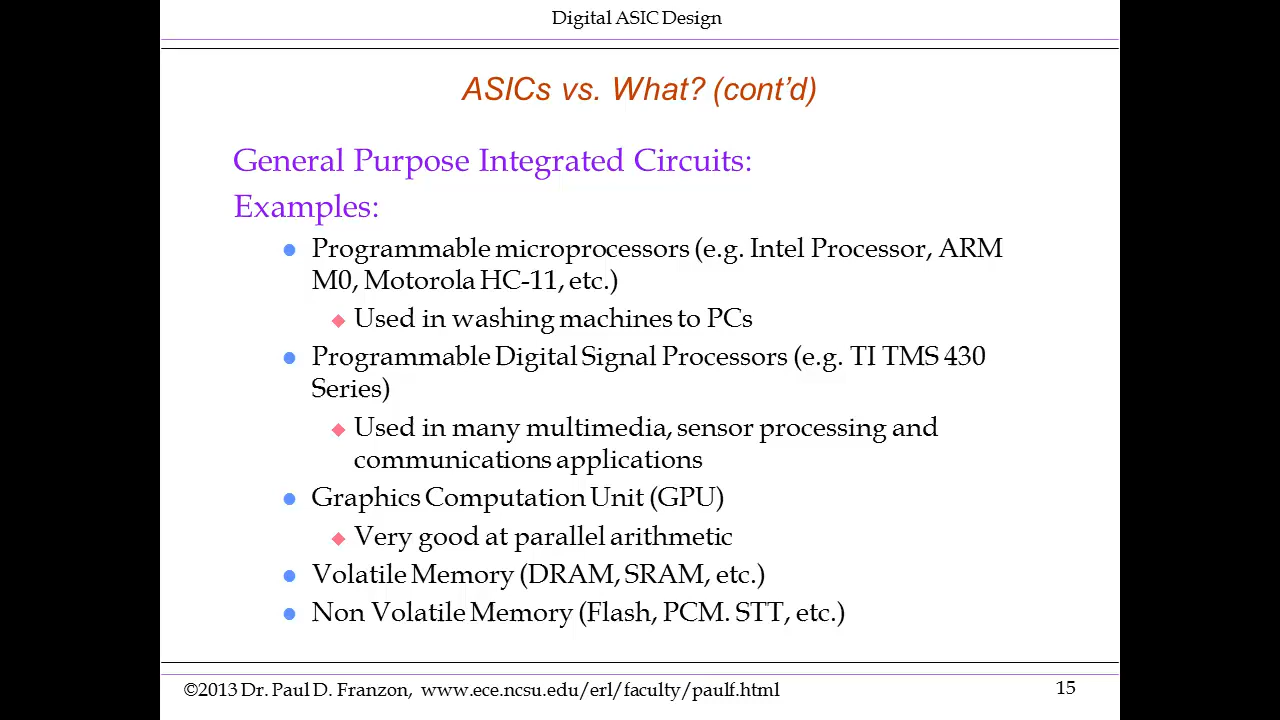 Digital ASIC Design
ASICs vs. What? (cont’d)
General Purpose Integrated Circuits:
Examples:
Programmable microprocessors (e.g. Intel Processor, ARM
M0, Motorola HC-11, etc.)
Used in washing machines to PCs
Programmable Digital Signal Processors (e.g. TI TMS 430
Series)
Used in many multimedia, sensor processing and
communications applications
Graphics Computation Unit (GPU)
Very good at parallel arithmetic
Volatile Memory (DRAM, SRAM, etc.)
Non Volatile Memory (Flash, PCM. STT, etc.)
©2013 Dr. Paul D. Franzon, www.ece.ncsu.edu/erl/faculty/paulf.html
15